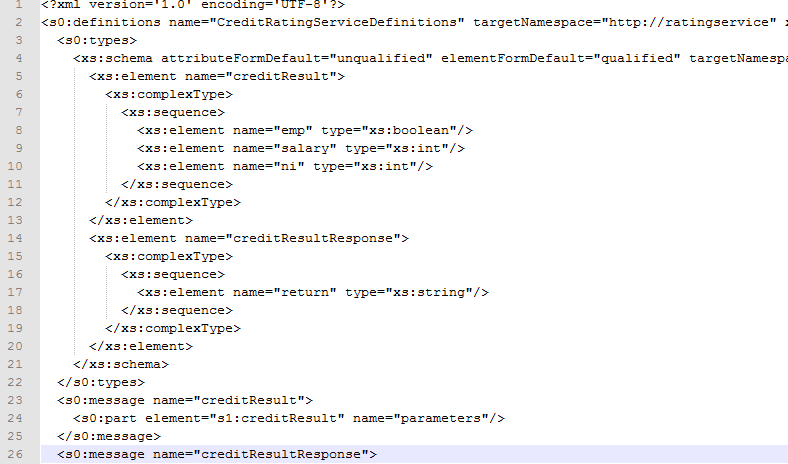 1 <?xml version='1.0' encoding='UTF-8'?>
2 <s0:definitions name="CreditRatingServiceDefinitions" targetNamespace="http://ratingservice"
3 <s0:types>
4 <xs:schema attributeFormDefault="unqualified" elementFormDefault="qualified" targetNamespa
5 <xs:element name="creditResult">
6 <xs:complexType>
7 <xs:sequence>
8 <xs:element name="emp" type="xs:boolean"/>
9 <xs:element name="salary" type="xs:int"/>
10 <xs:element name="ni" type="xs:int"/>
11 </xs:sequence>
12 </xs:complexType>
13 </xs:element>
14 <xs:element name="creditResultResponse">
15 <xs:complexType>
16 <xs:sequence>
17 <xs:element name="return" type="xs:string"/>
18 </xs:sequence>
19 </xs:complexType>
20 </xs:element>
21 </xs:schema>
22 </s0:types>
23 <s0:message name="creditResult">
24 <s0:part element="s1:creditResult" name="parameters"/>
25 </s0:message>
26 <s0:message name="creditResultResponse">